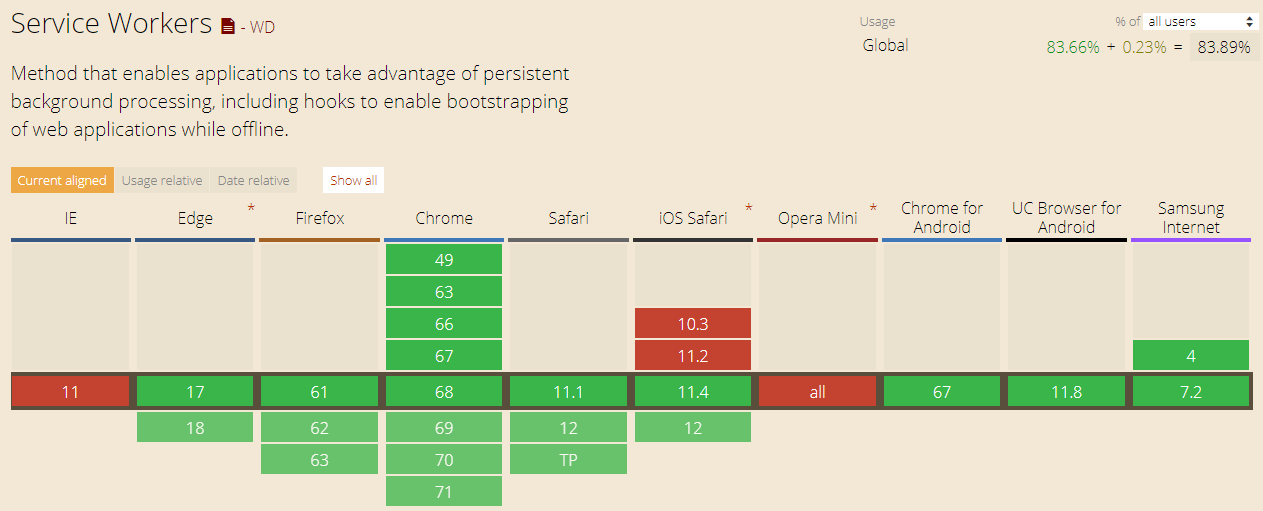 Service Workers - WD
Usage % of all users
Global 83.66% + 0.23% = 83.89%
Method that enables applications to take advantage of persistent
background processing, including hooks to enable bootstrapping
of web applications while offline.
Current aligned Usage relative Date relative Show all
IE Edge * Firefox Chrome Safari iOS Safari * Opera Mini * Chrome for Android UC Browser for Android Samsung Internet
49
63
66 10.3
67 11.2 4
11 17 61 68 11.1 11.4 all 67 11.8 7.2
18 62 69 12 12
63 70 TP
71